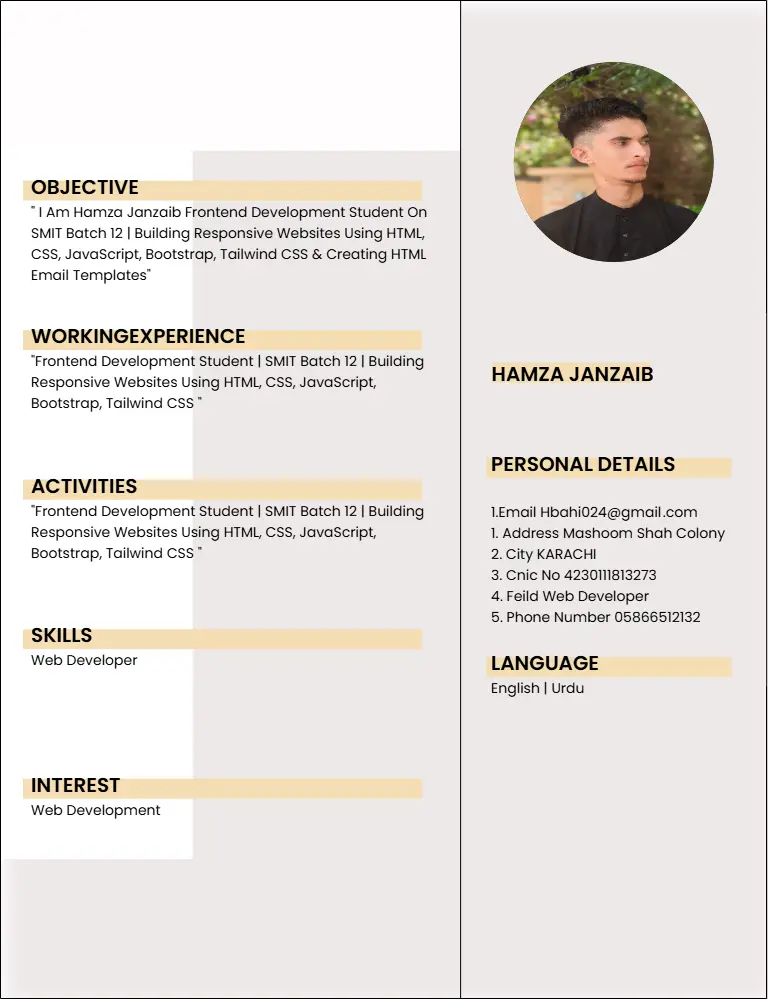 OBJECTIVE
" I Am Hamza Janzaib Frontend Development Student On
SMIT Batch 12 | Building Responsive Websites Using HTML,
CSS, JavaScript, Bootstrap, Tailwind CSS & Creating HTML
Email Templates"
WORKINGEXPERIENCE
"Frontend Development Student | SMIT Batch 12 | Building
Responsive Websites Using HTML, CSS, JavaScript,
Bootstrap, Tailwind CSS "
ACTIVITIES
"Frontend Development Student | SMIT Batch 12 | Building
Responsive Websites Using HTML, CSS, JavaScript,
Bootstrap, Tailwind CSS "
SKILLS
Web Developer
INTEREST
Web Development
HAMZA JANZAIB
PERSONAL DETAILS
1.Email Hbahi024@gmail.com
1. Address Mashoom Shah Colony
2. City KARACHI
3. Cnic No 4230111813273
4. Feild Web Developer
5. Phone Number 05866512132
LANGUAGE
English | Urdu